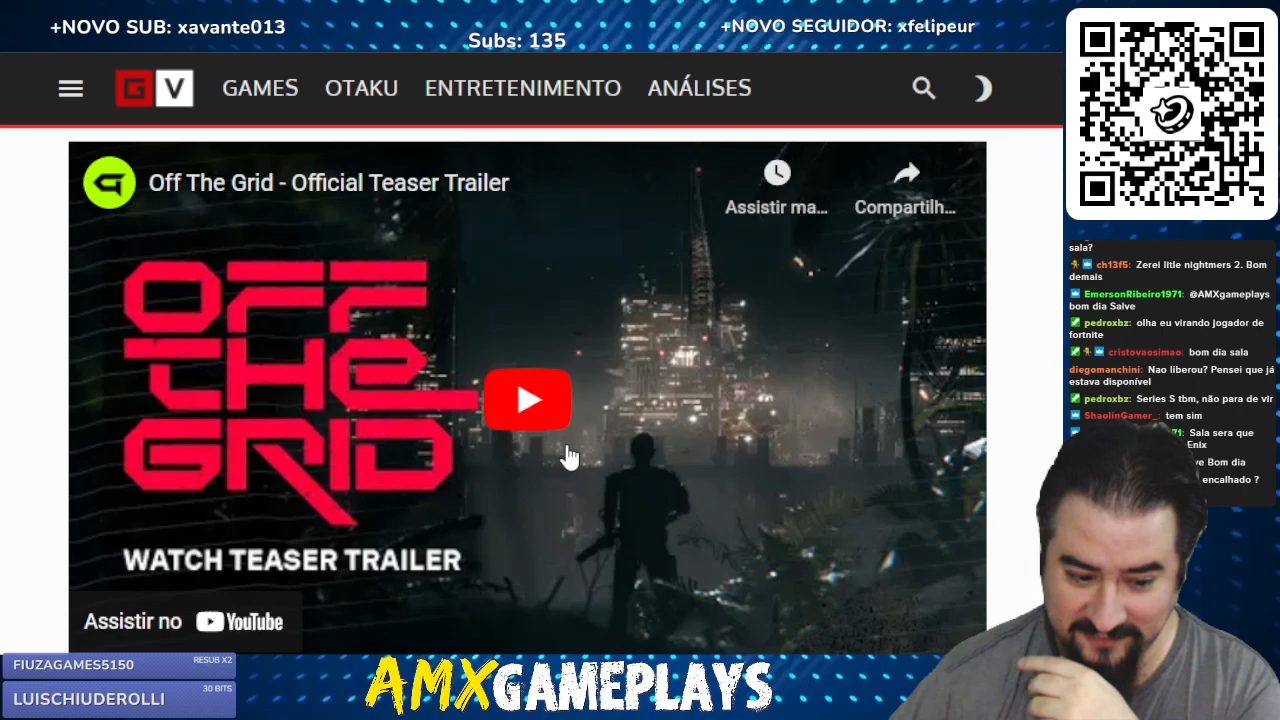 +NOVO SUB: xavante013
Subs: 135
+NOVO SEGUIDOR: xfelipeur
G V
GAMES OTAKU ENTRETENIMENTO ANÁLISES
Off The Grid - Official Teaser Trailer
Assistir ma...
Compartilh...
OFF
THE
GRID
WATCH TEASER TRAILER
Assistir no YouTube
sala?
ch13f5: Zerei litle nightmers 2. Bom
demais
EmersonRibeiro1971: @AMXgameplays
bom dia Salve
pedroxbz: olha eu virando jogador de
fortnite
cristovaosimao: bom dia sala
diegomanchini: Nao liberou? Pensei que já
estava disponível
pedroxbz: Series S tbm, não para de vir
ShaolinGamer_: tem sim
71: Sala sera que
Enix
Bom dia
encalhado ?
FIUZAGAMES5150 RESUB X2
LUISCHIUDEROLLI 30 BITS
AMXGAMEPLAYS